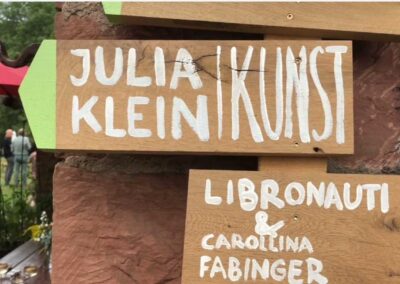 JULIA
KLEIN | KUNST
LIBRONAUTI
&
CAROLLINA
FABINGER